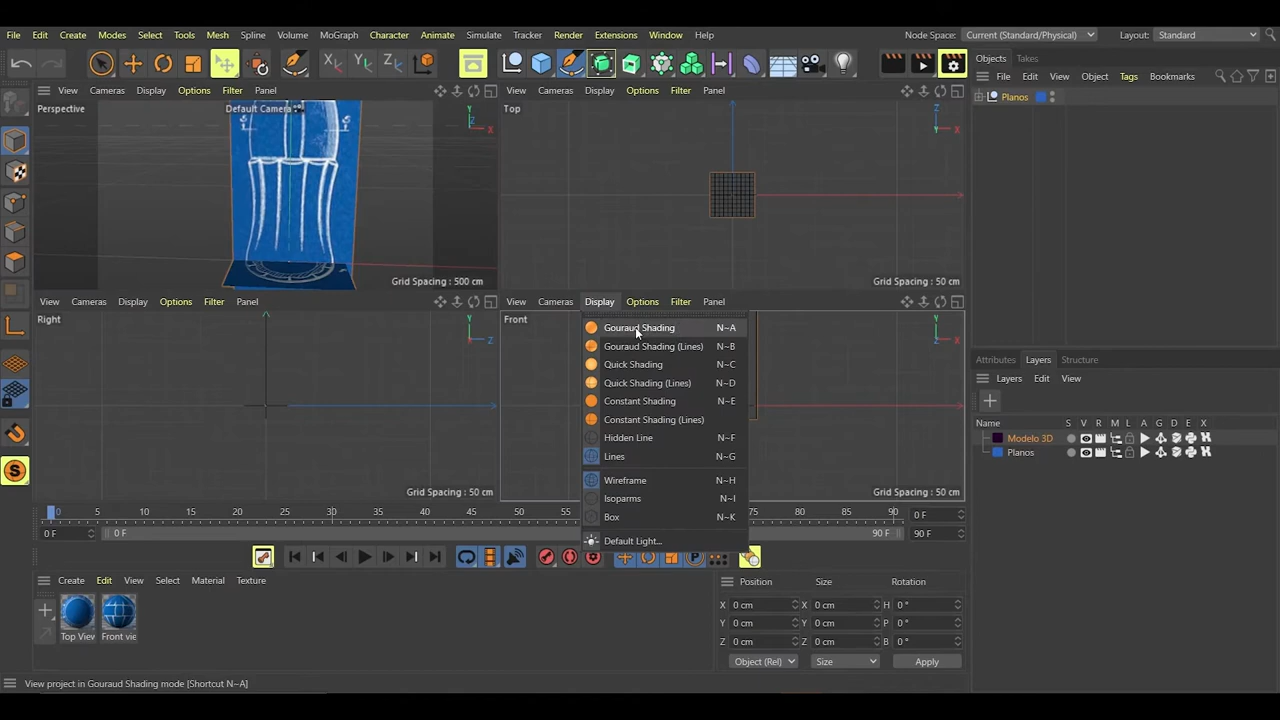 File Edit Create Modes Select Tools Mesh Spline Volume MoGraph Character Animate Simulate Tracker Render Extensions Window Help Node Space: Current (Standard/Physical) Layout: Standard
Objects Takes
File Edit View Object Tags Bookmarks
Planos
View Cameras Display Options Filter Panel
Perspective Default Camera
Grid Spacing : 500 cm
View Cameras Display Options Filter Panel
Top
Grid Spacing : 50 cm
View Cameras Display Options Filter Panel
Right
Grid Spacing : 50 cm
View Cameras Display Options Filter Panel
Front
Grid Spacing : 50 cm
Gouraud Shading N~A
Gouraud Shading (Lines) N~B
Quick Shading N~C
Quick Shading (Lines) N~D
Constant Shading N~E
Constant Shading (Lines) N~F
Hidden Line N~F
Lines N~G
Wireframe N~H
Isoparms N~I
Box N~K
Default Light...
Attributes Layers Structure
Layers Edit View
Name S V R M L A G D E X
Modelo 3D
Planos
0 5 10 15 20 25 30 35 40 45 50 75 80 85 90 0 F
0 F 0 F 90 F 90 F
Create Edit View Select Material Texture
Top View Front vie
Position Size Rotation
X 0 cm X 0 cm H 0 °
Y 0 cm Y 0 cm P 0 °
Z 0 cm Z 0 cm B 0 °
Object (Rel) Size Apply
View project in Gouraud Shading mode [Shortcut N~A]